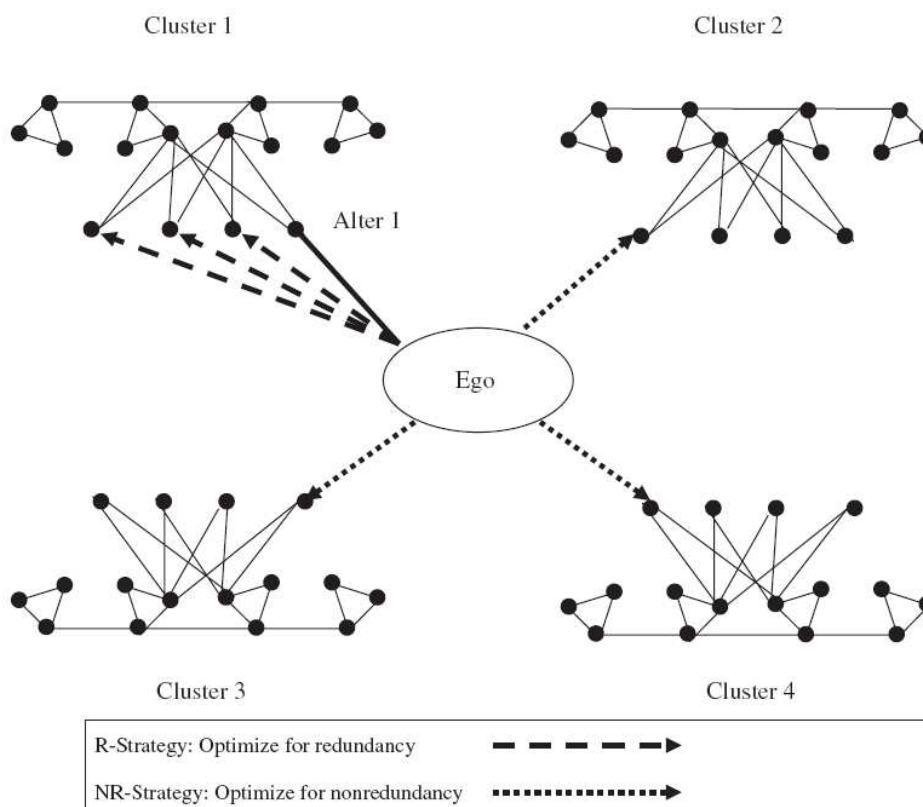 Cluster 1
Cluster 2
Alter 1
Ego
Cluster 3
Cluster 4
R-Strategy: Optimize for redundancy
NR-Strategy: Optimize for nonredundancy